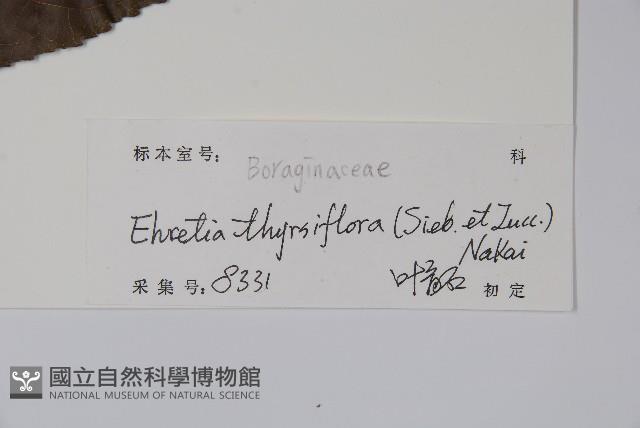 标本室号: Boraginaceae 科
Ehretia thyrsiflora (Sieb. et Zucc.)
Nakai
采集号: 8331 叶 初定
國立自然科學博物館
NATIONAL MUSEUM OF NATURAL SCIENCE